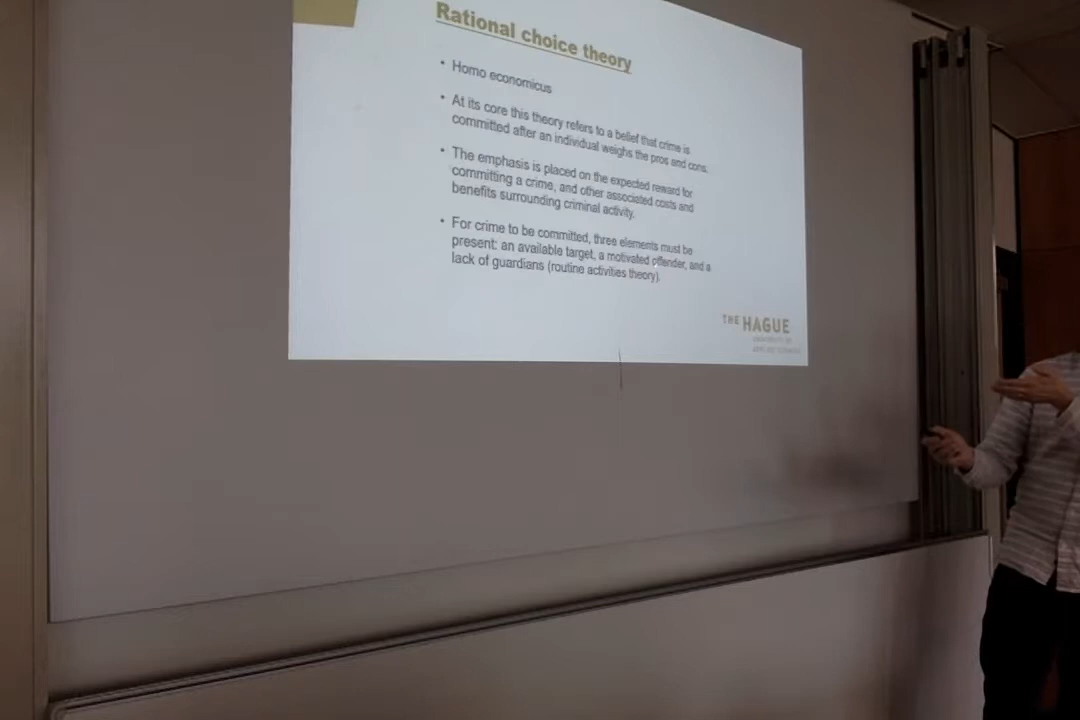 Rational choice theory
• Homo economicus
• At its core this theory refers to a belief that crime is
committed after an individual weighs the pros and cons.
• The emphasis is placed on the expected reward for
committing a crime, and other associated costs and
benefits surrounding criminal activity.
• For crime to be committed, three elements must be
present: an available target, a motivated offender, and a
lack of guardians (routine activities theory).
THE HAGUE